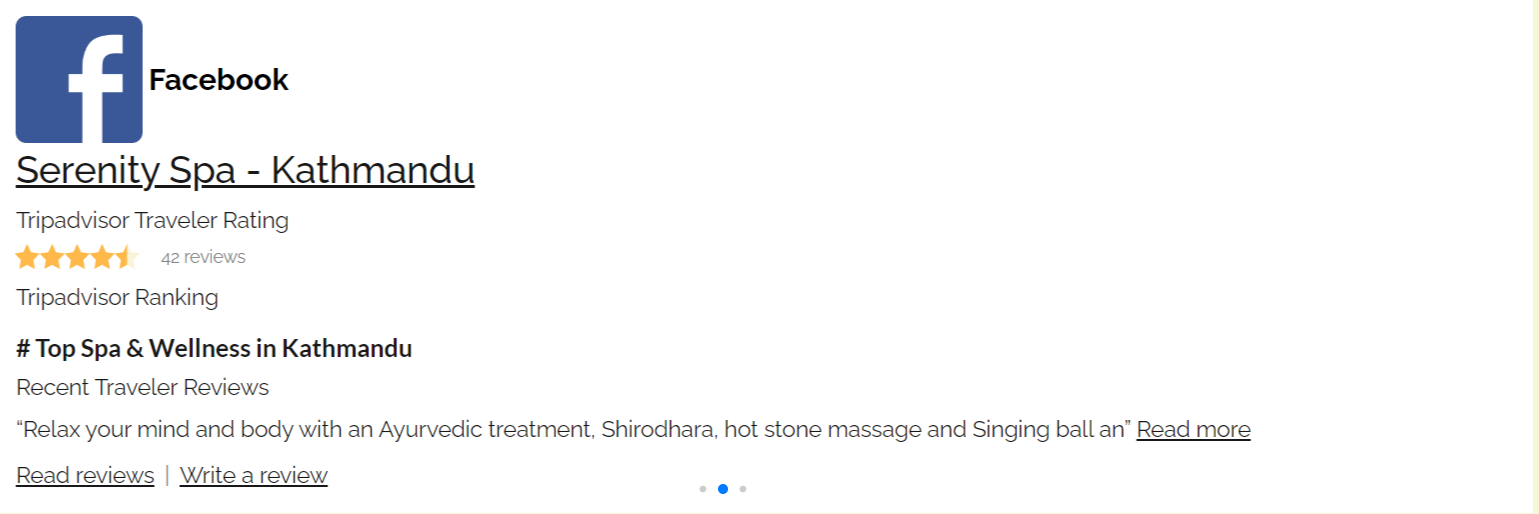 f
Facebook
Serenity Spa - Kathmandu
Tripadvisor Traveler Rating
42 reviews
Tripadvisor Ranking
# Top Spa & Wellness in Kathmandu
Recent Traveler Reviews
“Relax your mind and body with an Ayurvedic treatment, Shirodhara, hot stone massage and Singing ball an” Read more
Read reviews | Write a review